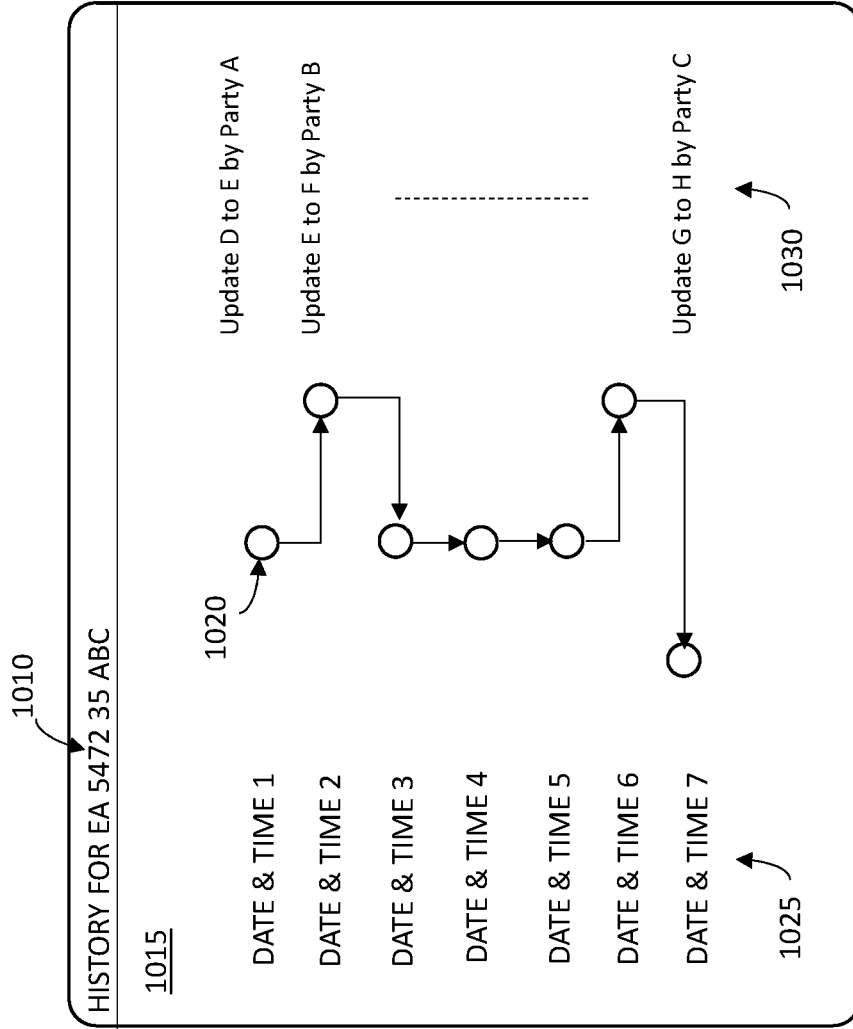 1010
HISTORY FOR EA 5472 35 ABC
1015
DATE & TIME 1
Update D to E by Party A
1020
DATE & TIME 2
Update E to F by Party B
DATE & TIME 3
DATE & TIME 4
DATE & TIME 5
DATE & TIME 6
DATE & TIME 7
Update G to H by Party C
1025
1030